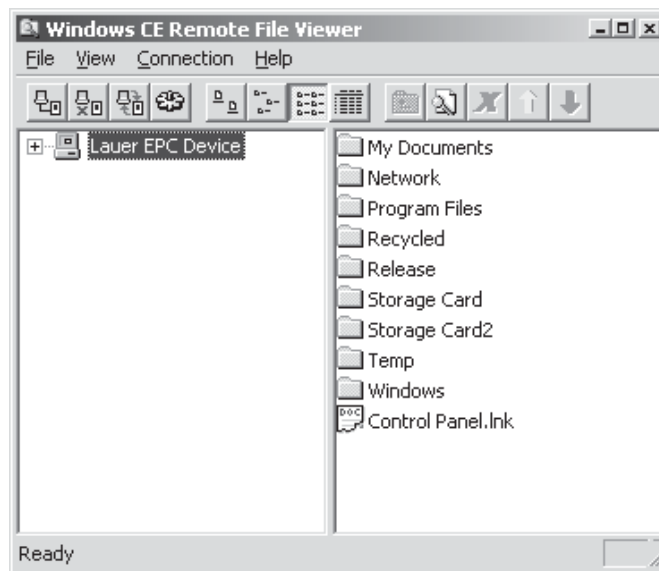 Windows CE Remote File Viewer
File View Connection Help
Lauer EPC Device
My Documents
Network
Program Files
Recycled
Release
Storage Card
Storage Card2
Temp
Windows
Control Panel.lnk
Ready